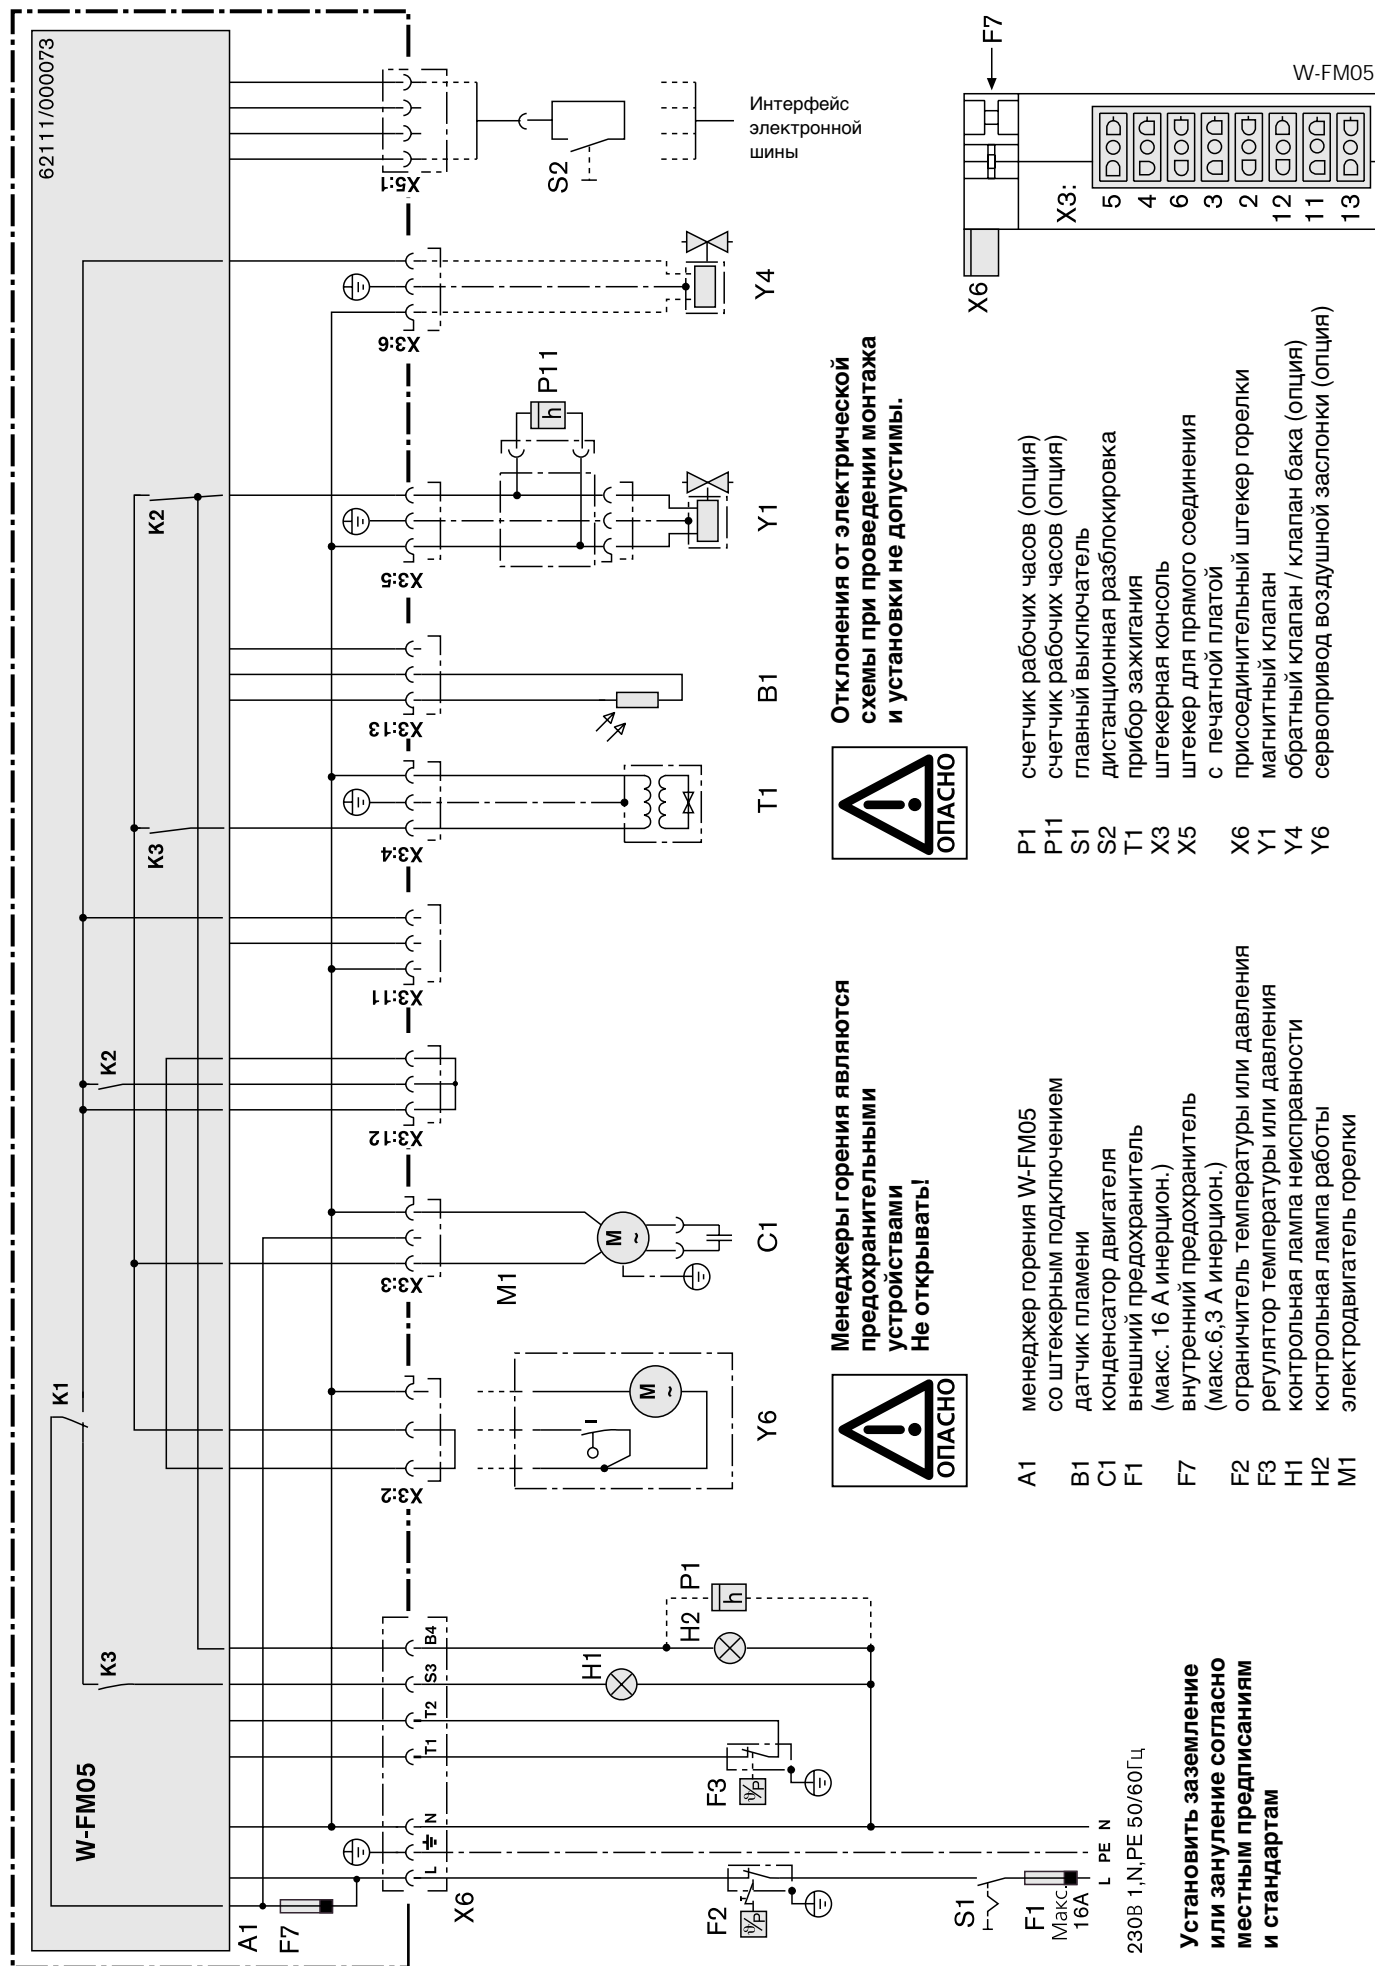 62111/000073
W-FM05
K3
K1
K2
K3
K2
A1
F7
X6
L
N
T1
T2
S3
B4
X3:2
X3:3
X3:12
X3:11
X3:4
X3:13
X3:5
X3:6
X5:1
F2
ϑ/P
F3
ϑ/P
H1
H2
P1
h
M
~
Y6
M1
M
~
C1
T1
B1
P11
h
Y1
Y4
S2
Интерфейс
электронной
шины
S1
F1
Макс.
16А
L PE N
230В 1,N,PE 50/60Гц
Установить заземление
или зануление согласно
местным предписаниям
и стандартам
ОПАСНО
Менеджеры горения являются
предохранительными
устройствами
Не открывать!
ОПАСНО
Отклонения от электрической
схемы при проведении монтажа
и установки не допустимы.
A1 менеджер горения W-FM05
со штекерным подключением
B1 датчик пламени
C1 конденсатор двигателя
F1 внешний предохранитель
(макс. 16 А инерцион.)
F7 внутренний предохранитель
(макс.6,3 А инерцион.)
F2 ограничитель температуры или давления
F3 регулятор температуры или давления
H1 контрольная лампа неисправности
H2 контрольная лампа работы
M1 электродвигатель горелки
P1 счетчик рабочих часов (опция)
P11 счетчик рабочих часов (опция)
S1 главный выключатель
S2 дистанционная разблокировка
T1 прибор зажигания
X3 штекерная консоль
X5 штекер для прямого соединения
с печатной платой
X6 присоединительный штекер горелки
Y1 магнитный клапан
Y4 обратный клапан / клапан бака (опция)
Y6 сервопривод воздушной заслонки (опция)
X6
F7
W-FM05
X3:
5
4
6
3
2
12
11
13